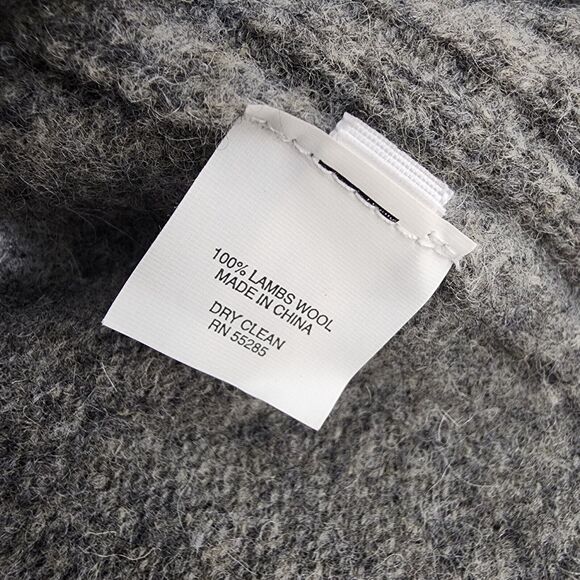 100% LAMBS WOOL
MADE IN CHINA
DRY CLEAN
RN 55285